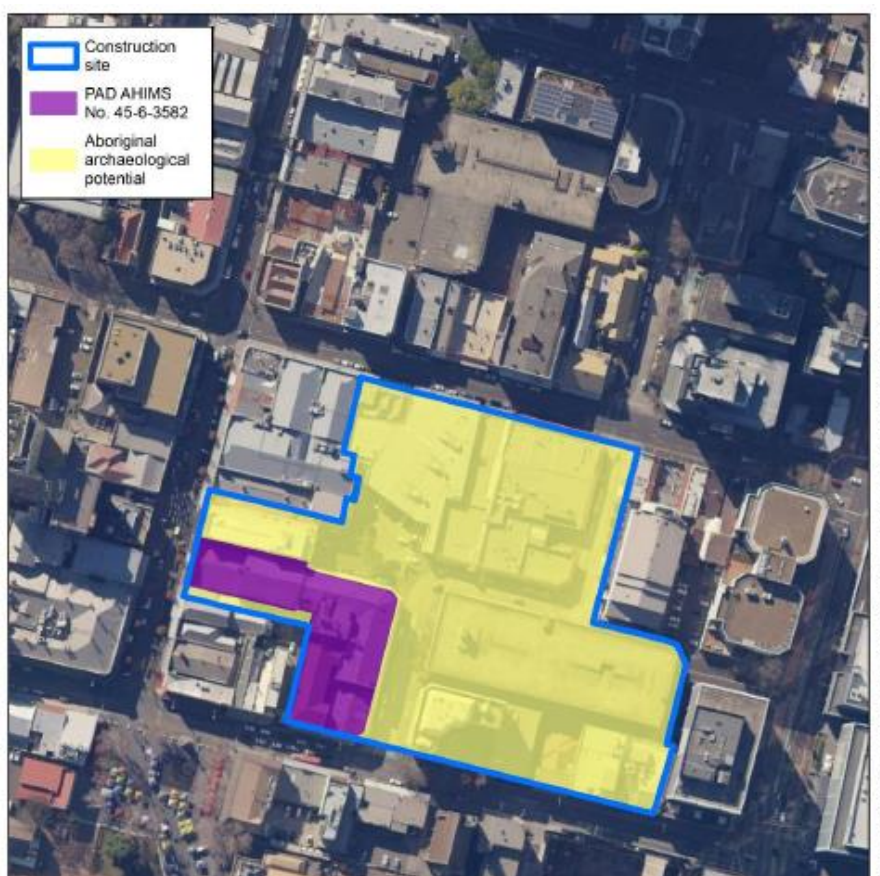 Construction
site
PAD AHIMS
No. 45-6-3582
Aboriginal
archaeological
potential